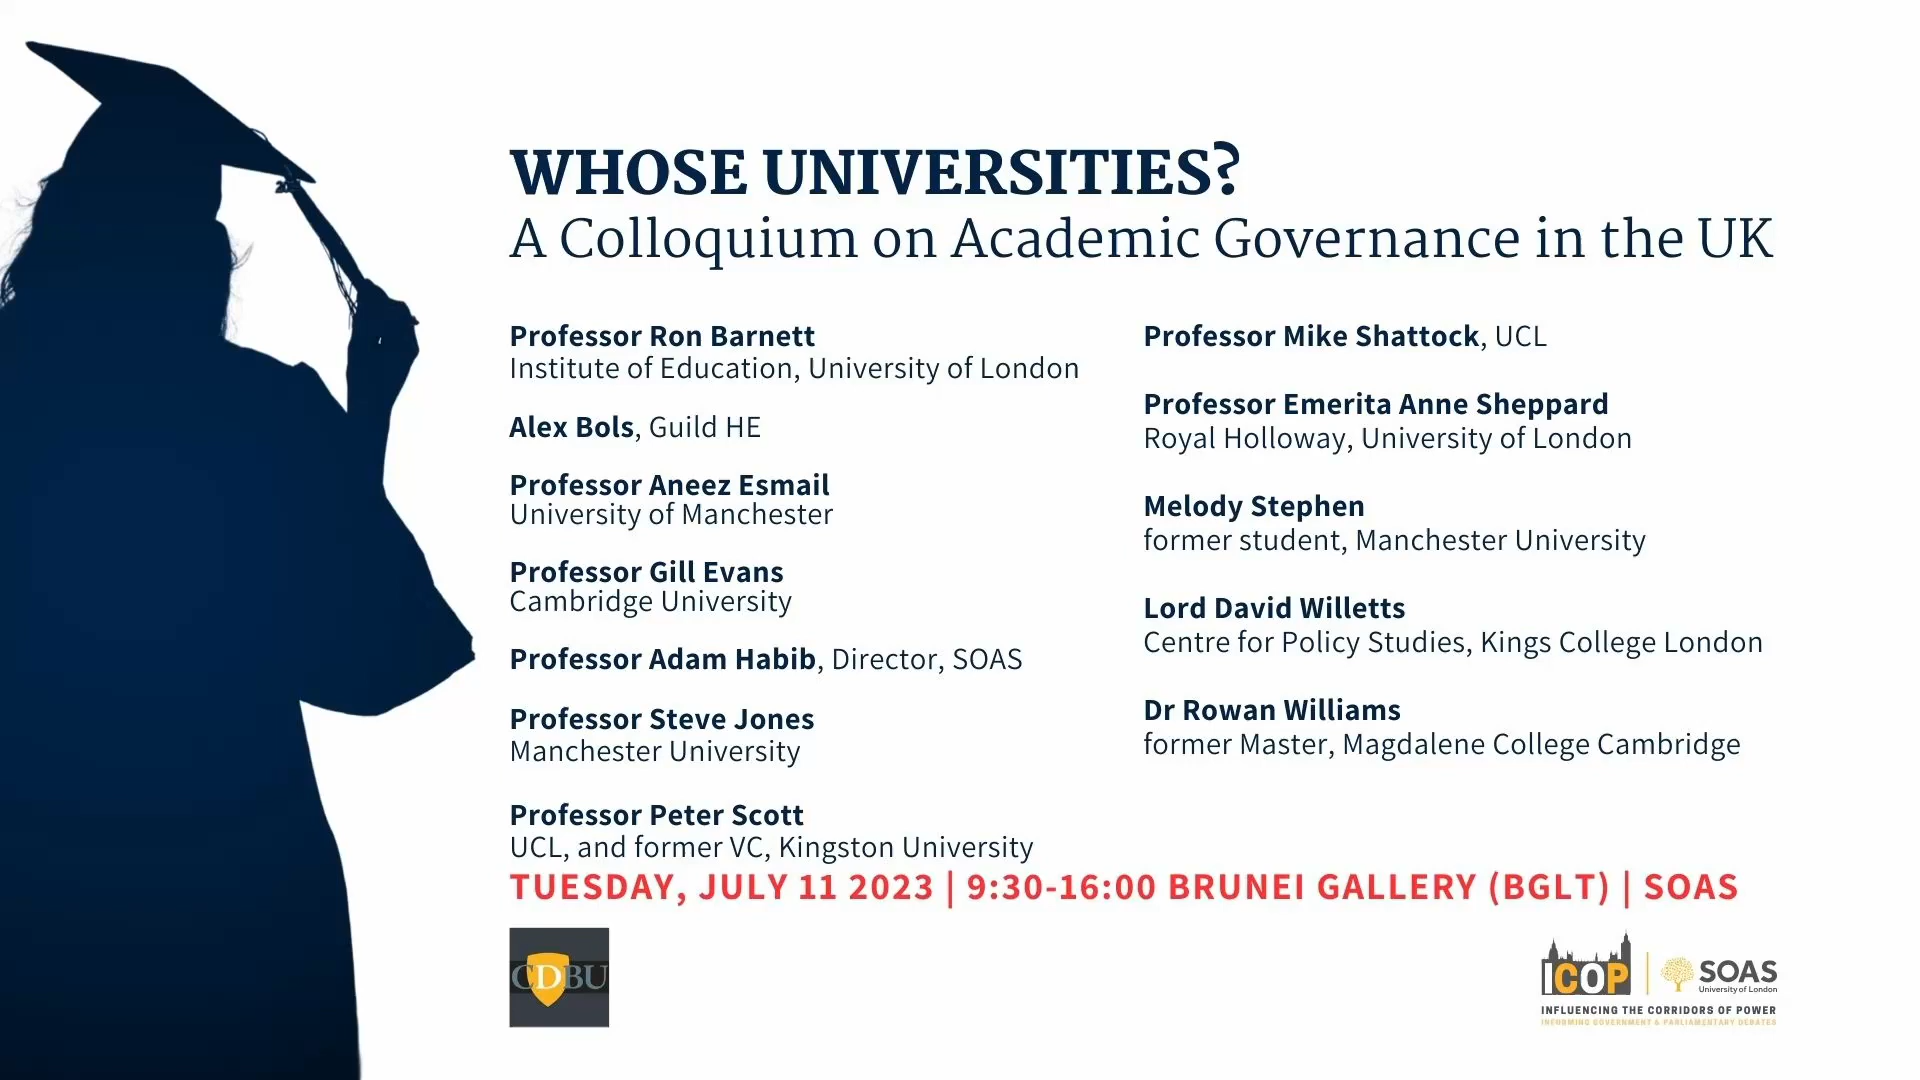 WHOSE UNIVERSITIES?
A Colloquium on Academic Governance in the UK
Professor Ron Barnett
Institute of Education, University of London
Alex Bols, Guild HE
Professor Aneez Esmail
University of Manchester
Professor Gill Evans
Cambridge University
Professor Adam Habib, Director, SOAS
Professor Steve Jones
Manchester University
Professor Peter Scott
UCL, and former VC, Kingston University
Professor Mike Shattock, UCL
Professor Emerita Anne Sheppard
Royal Holloway, University of London
Melody Stephen
former student, Manchester University
Lord David Willetts
Centre for Policy Studies, Kings College London
Dr Rowan Williams
former Master, Magdalene College Cambridge
TUESDAY, JULY 11 2023 | 9:30-16:00 BRUNEI GALLERY (BGLT) | SOAS
CDBU
ICOP
SOAS
University of London
INFLUENCING THE CORRIDORS OF POWER
INFORMING GOVERNMENT & PARLIAMENTARY DEBATES